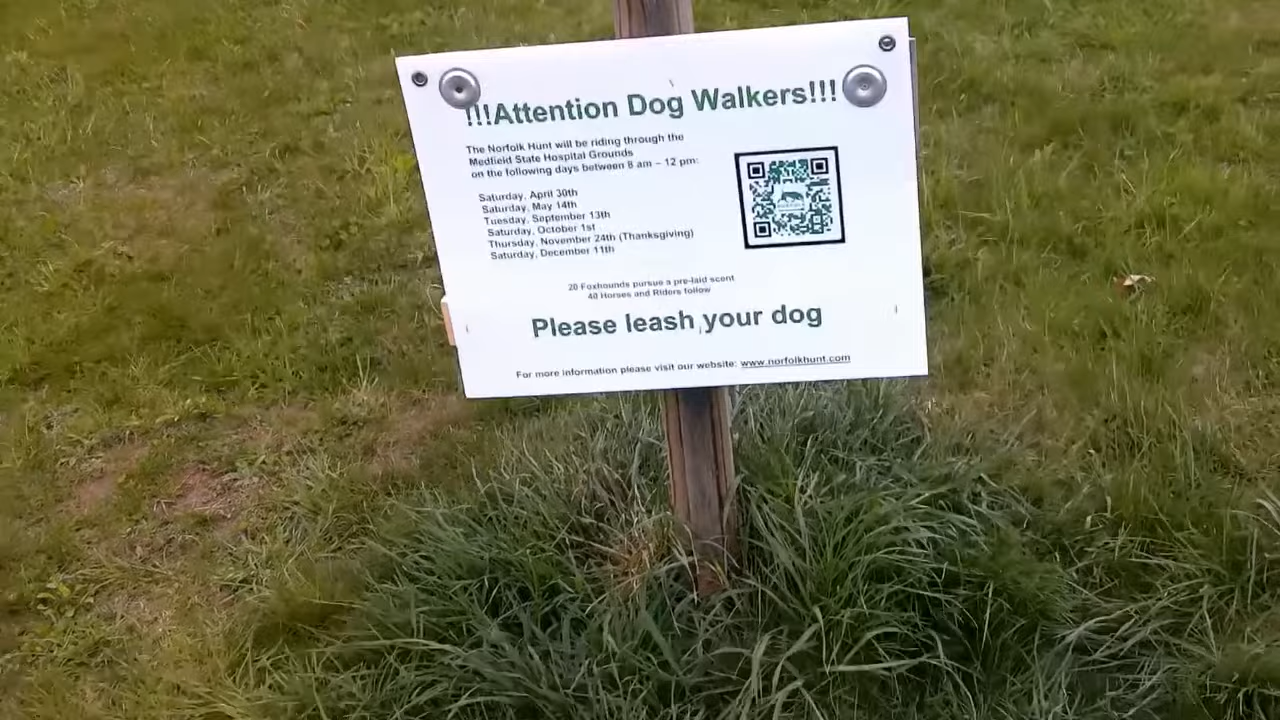 !!!Attention Dog Walkers!!!
The Norfolk Hunt will be riding through the
Medfield State Hospital Grounds
on the following days between 8 am – 12 pm:
Saturday, April 30th
Saturday, May 14th
Tuesday, September 13th
Saturday, October 1st
Thursday, November 24th (Thanksgiving)
Saturday, December 11th
20 Foxhounds pursue a pre-laid scent
40 Horses and Riders follow
Please leash your dog
For more information please visit our website: www.norfolkhunt.com